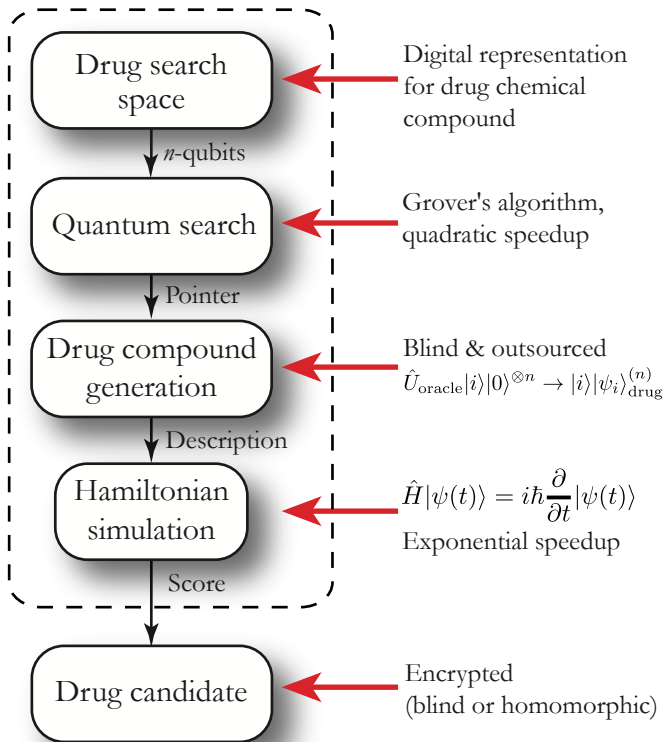 Drug search
space
Digital representation
for drug chemical
compound
n-qubits
Quantum search
Grover's algorithm,
quadratic speedup
Pointer
Drug compound
generation
Blind & outsourced
Û_oracle|i⟩|0⟩^{⊗n} → |i⟩|ψ_i⟩_{drug}^{(n)}
Description
Hamiltonian
simulation
Ĥ|ψ(t)⟩ = iℏ ∂/∂t |ψ(t)⟩
Exponential speedup
Score
Drug candidate
Encrypted
(blind or homomorphic)